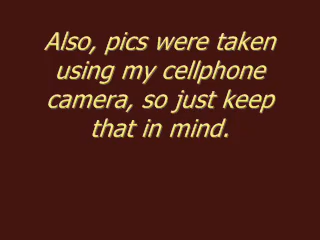 Also, pics were taken
using my cellphone
camera, so just keep
that in mind.